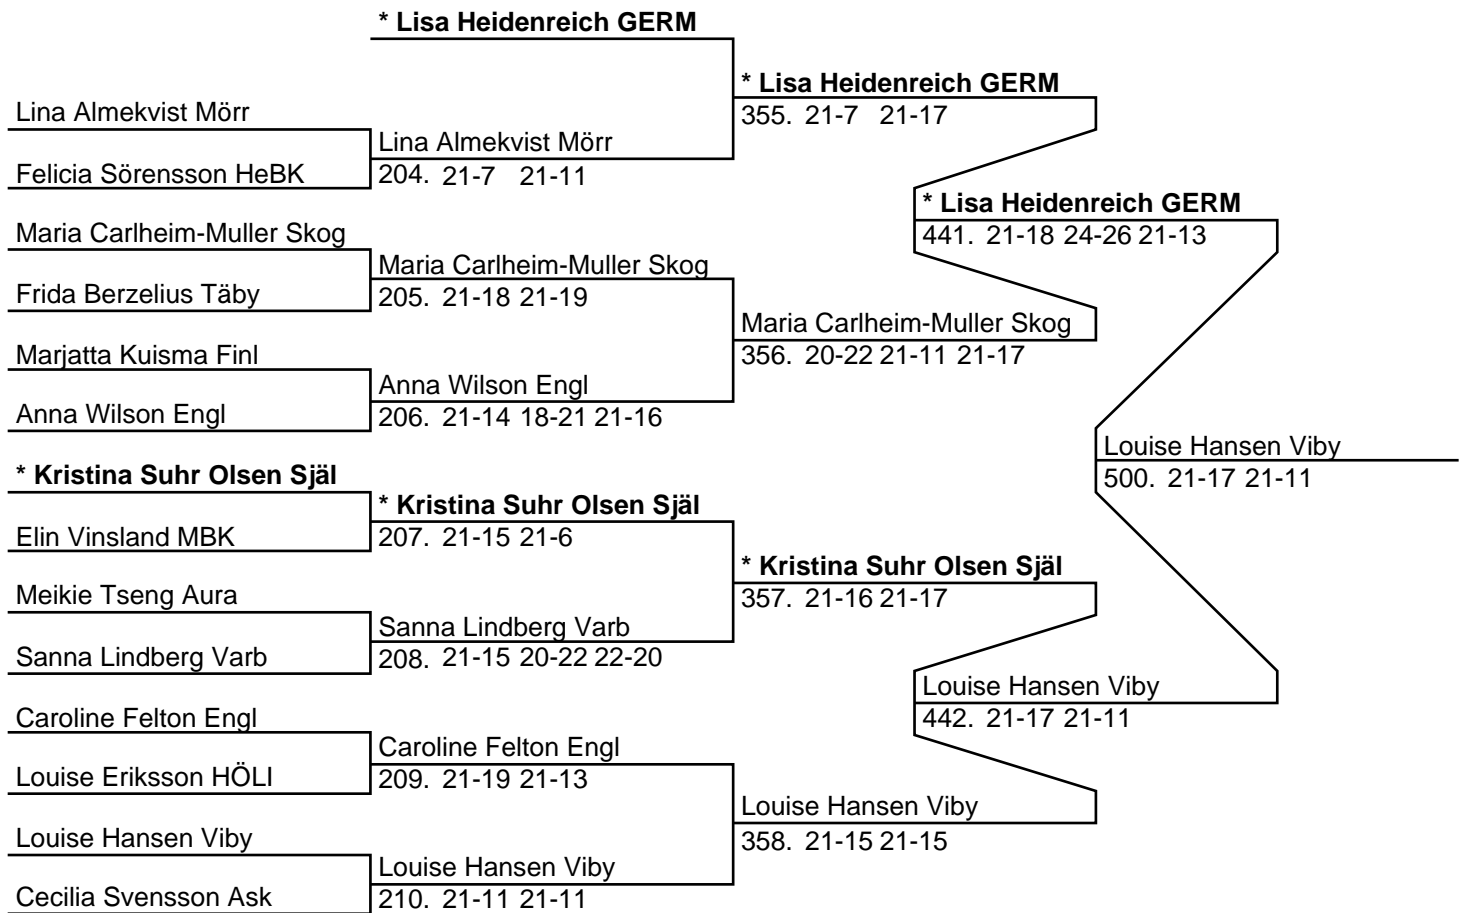 * Lisa Heidenreich GERM
* Lisa Heidenreich GERM
355. 21-7 21-17
Lina Almekvist Mörr
Lina Almekvist Mörr
204. 21-7 21-11
Felicia Sörensson HeBK
* Lisa Heidenreich GERM
441. 21-18 24-26 21-13
Maria Carlheim-Muller Skog
Maria Carlheim-Muller Skog
205. 21-18 21-19
Frida Berzelius Täby
Maria Carlheim-Muller Skog
356. 20-22 21-11 21-17
Marjatta Kuisma Finl
Anna Wilson Engl
206. 21-14 18-21 21-16
Anna Wilson Engl
Louise Hansen Viby
500. 21-17 21-11
* Kristina Suhr Olsen Själ
* Kristina Suhr Olsen Själ
207. 21-15 21-6
Elin Vinsland MBK
* Kristina Suhr Olsen Själ
357. 21-16 21-17
Meikie Tseng Aura
Sanna Lindberg Varb
208. 21-15 20-22 22-20
Sanna Lindberg Varb
Louise Hansen Viby
442. 21-17 21-11
Caroline Felton Engl
Caroline Felton Engl
209. 21-19 21-13
Louise Eriksson HÖLI
Louise Hansen Viby
358. 21-15 21-15
Louise Hansen Viby
Louise Hansen Viby
210. 21-11 21-11
Cecilia Svensson Ask